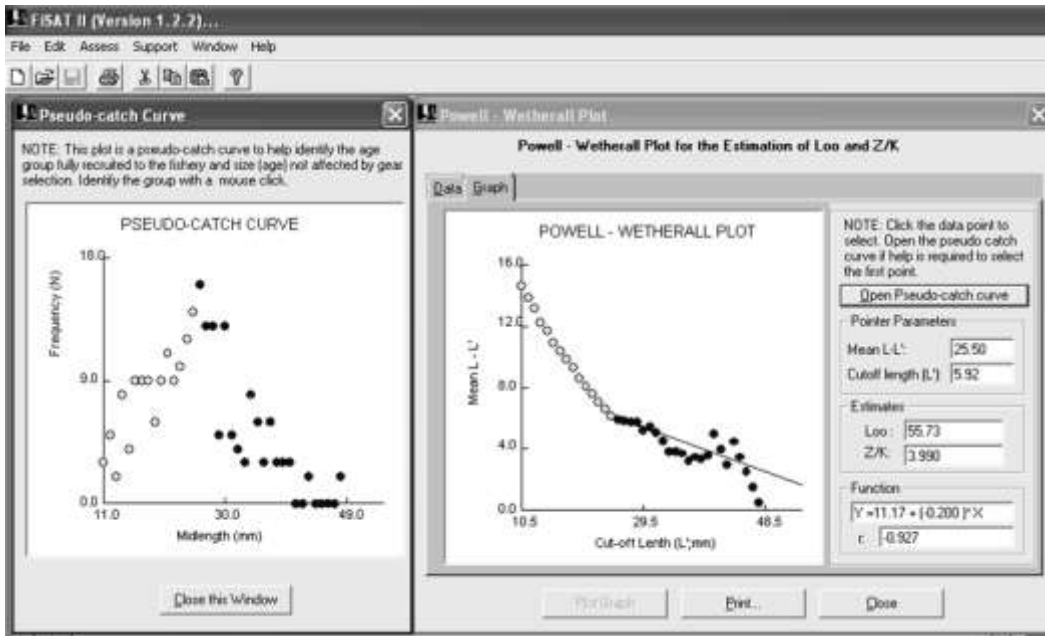 FiSAT II (Version 1.2.2)...
File Edit Assess Support Window Help
Pseudo-catch Curve
NOTE: This plot is a pseudo-catch curve to help identify the age
group fully recruited to the fishery and size (age) not affected by gear
selection. Identify the group with a mouse click.
PSEUDO-CATCH CURVE
Frequency (N)
18.0
9.0
0.0
11.0 30.0 49.0
Midlength (mm)
Close this Window
Powell - Wetherall Plot
Powell - Wetherall Plot for the Estimation of Loo and Z/K
Data Graph
POWELL - WETHERALL PLOT
Mean L - L'
16.0
12.0
8.0
4.0
0.0
10.5 29.5 48.5
Cut-off Lenth (L';mm)
NOTE: Click the data point to
select. Open the pseudo catch
curve if help is required to select
the first point.
Open Pseudo-catch curve
Pointer Parameters
Mean L-L': 25.50
Cutoff length (L') 5.92
Estimates
Loo : 55.73
Z/K: 3.990
Function
Y =11.17 + (-0.200 )* X
r: -0.927
Plot Graph Print... Close